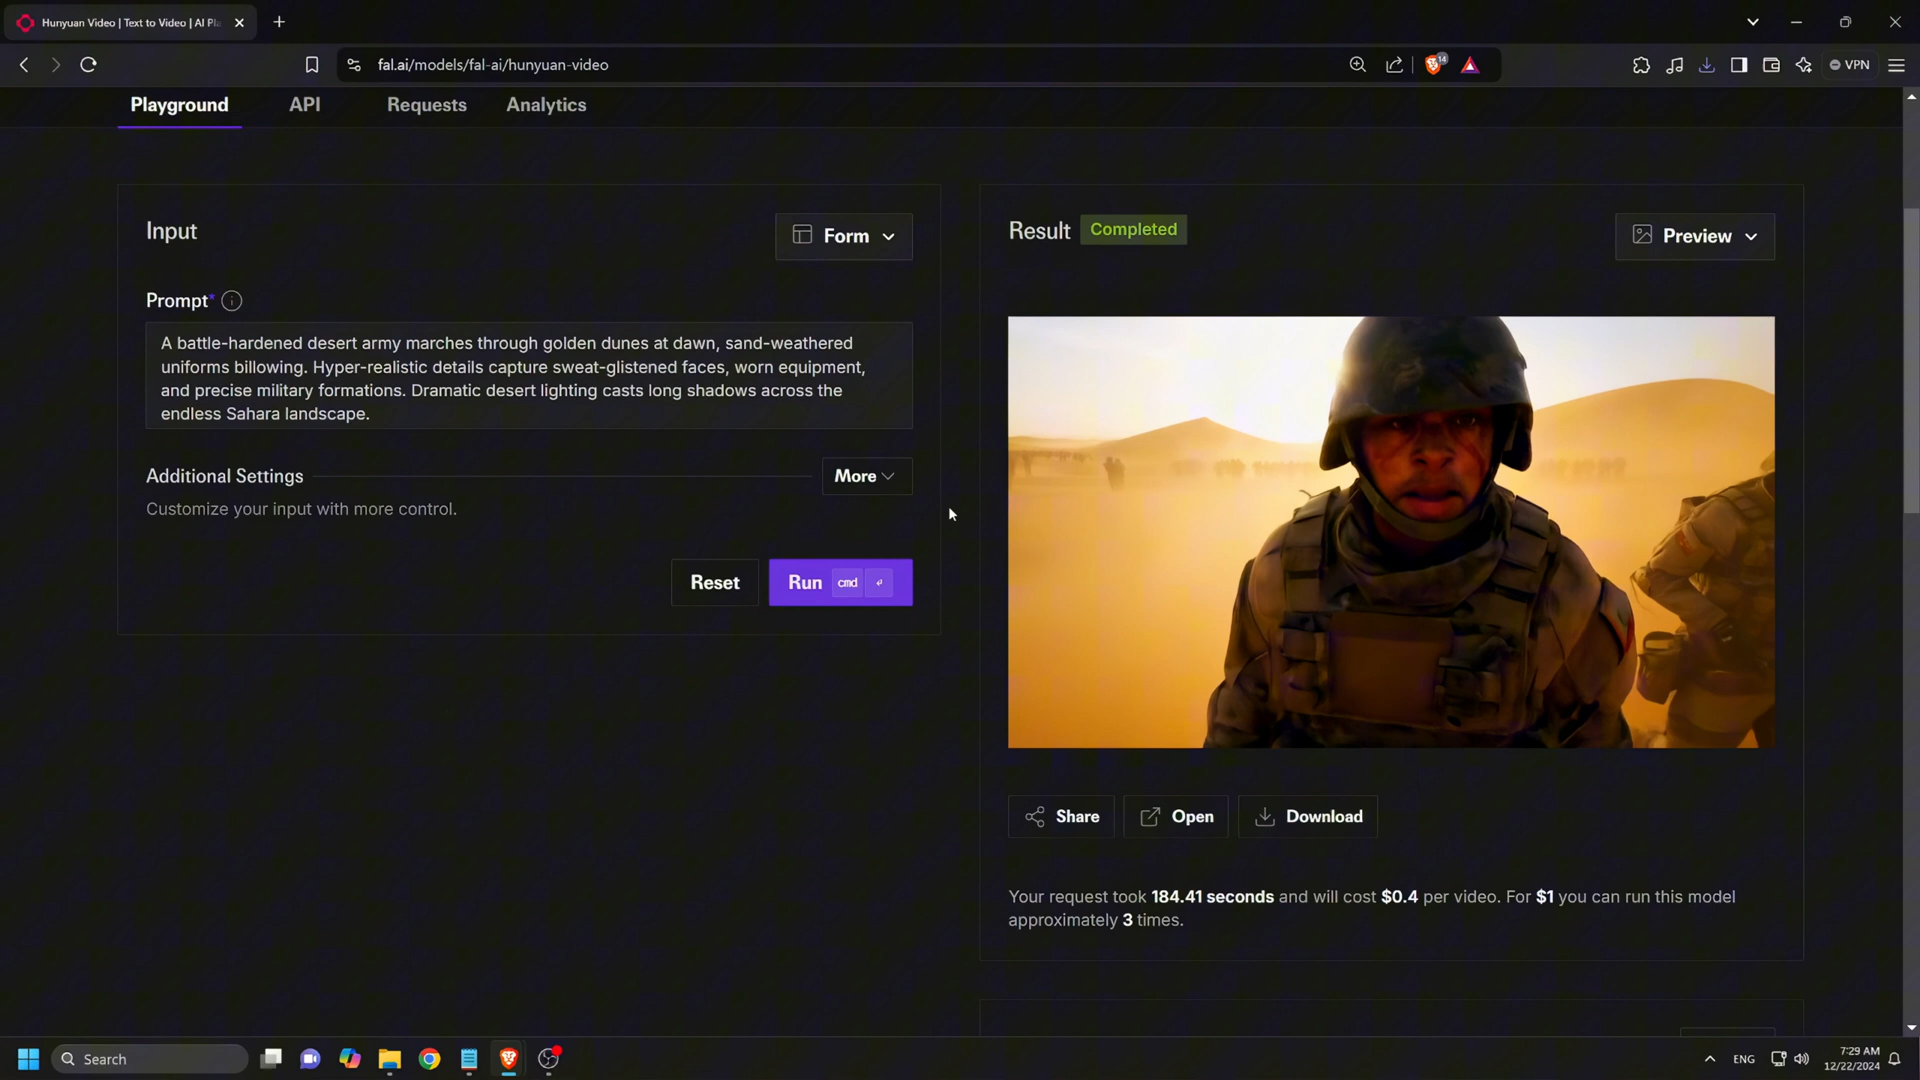 Hunyuan Video | Text to Video | AI Pl
fal.ai/models/fal-ai/hunyuan-video
14
VPN
Playground
API
Requests
Analytics
Input
Form
Prompt*
A battle-hardened desert army marches through golden dunes at dawn, sand-weathered
uniforms billowing. Hyper-realistic details capture sweat-glistened faces, worn equipment,
and precise military formations. Dramatic desert lighting casts long shadows across the
endless Sahara landscape.
Additional Settings
More
Customize your input with more control.
Reset
Run cmd
Result
Completed
Preview
Share
Open
Download
Your request took 184.41 seconds and will cost $0.4 per video. For $1 you can run this model
approximately 3 times.
Search
ENG
7:29 AM
12/22/2024